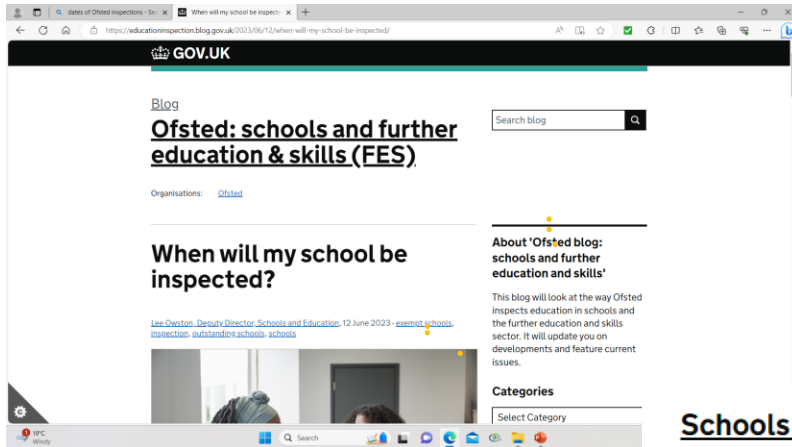 dates of Ofsted inspections - Se
When will my school be inspecte
https://educationinspection.blog.gov.uk/2023/06/12/when-will-my-school-be-inspected/
GOV.UK
Blog
Ofsted: schools and further
education & skills (FES)
Search blog
Organisations: Ofsted
When will my school be
inspected?
Lee Owston, Deputy Director, Schools and Education, 12 June 2023 - exempt schools,
inspection, outstanding schools, schools
About 'Ofsted blog:
schools and further
education and skills'
This blog will look at the way Ofsted
inspects education in schools and
the further education and skills
sector. It will update you on
developments and feature current
issues.
Categories
Select Category
Schools
19°C
Windy
Search